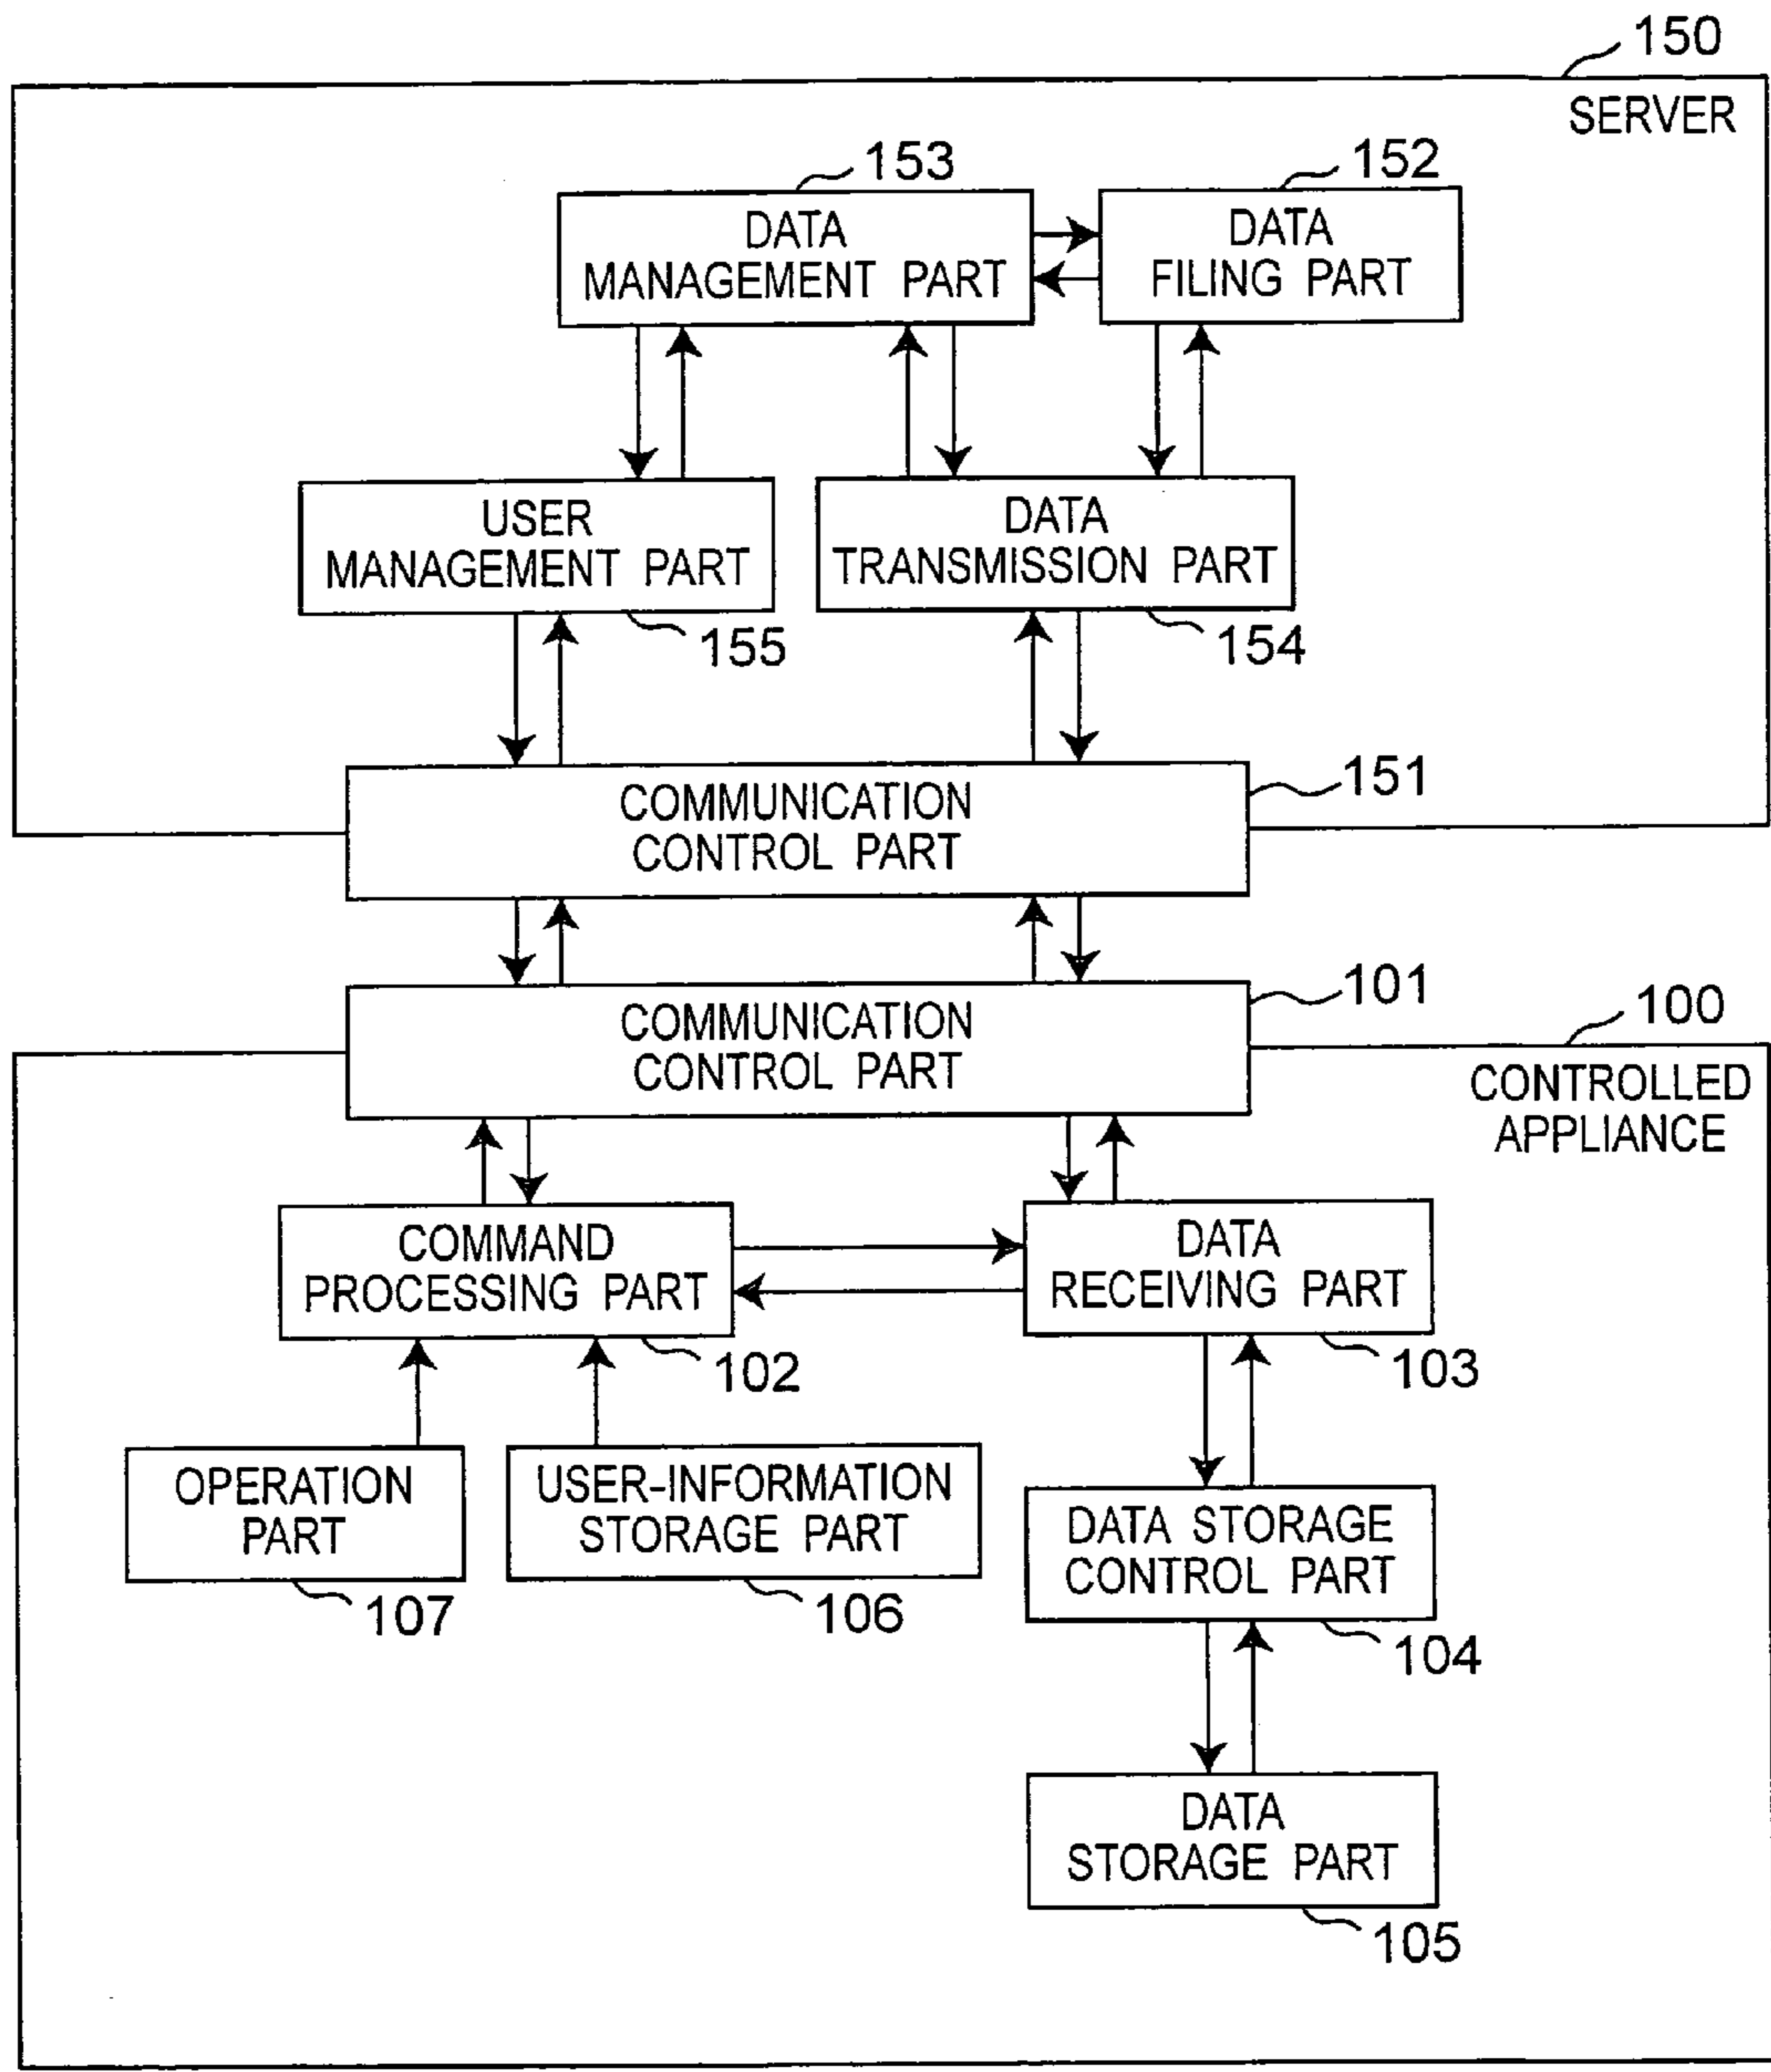 150
SERVER
153
152
DATA
MANAGEMENT PART
DATA
FILING PART
USER
MANAGEMENT PART
DATA
TRANSMISSION PART
155
154
COMMUNICATION
CONTROL PART
151
COMMUNICATION
CONTROL PART
101
100
CONTROLLED
APPLIANCE
COMMAND
PROCESSING PART
DATA
RECEIVING PART
102
103
OPERATION
PART
USER-INFORMATION
STORAGE PART
DATA STORAGE
CONTROL PART
107
106
104
DATA
STORAGE PART
105